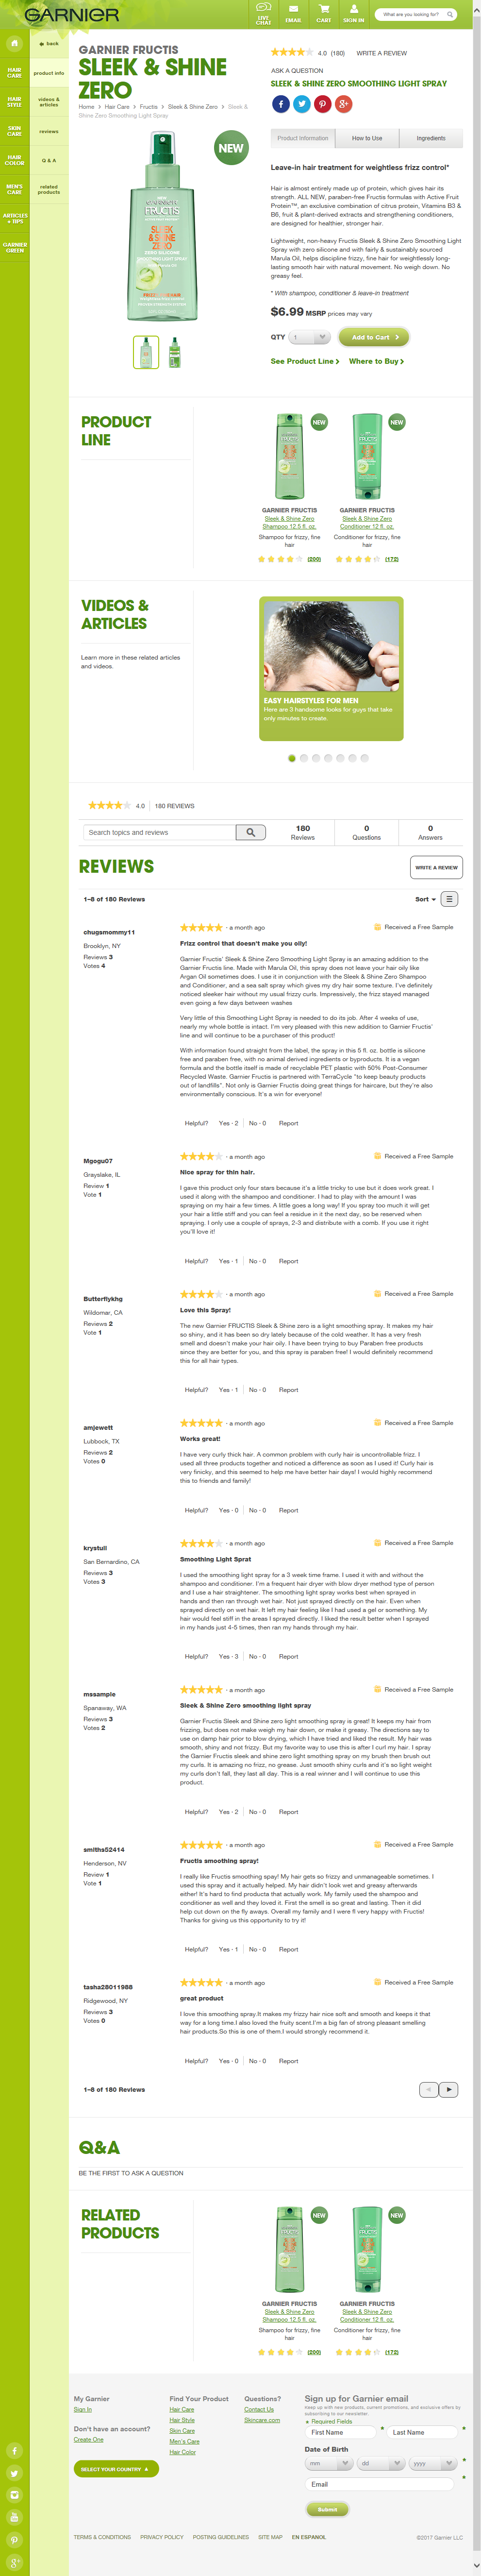 GARNIER
LIVE CHAT
EMAIL
CART
SIGN IN
What are you looking for?
HAIR CARE
HAIR STYLE
SKIN CARE
HAIR COLOR
MEN'S CARE
ARTICLES + TIPS
GARNIER GREEN
back
product info
videos & articles
reviews
Q & A
related products
GARNIER FRUCTIS
SLEEK & SHINE
ZERO
Home > Hair Care > Fructis > Sleek & Shine Zero > Sleek &
Shine Zero Smoothing Light Spray
NEW
GARNIER
FRUCTIS
SLEEK
& SHINE
ZERO
4.0 (180) WRITE A REVIEW
ASK A QUESTION
SLEEK & SHINE ZERO SMOOTHING LIGHT SPRAY
Product Information
How to Use
Ingredients
Leave-in hair treatment for weightless frizz control*
Hair is almost entirely made up of protein, which gives hair its
strength. ALL NEW, paraben-free Fructis formulas with Active Fruit
Protein™, an exclusive combination of citrus protein, Vitamins B3 &
B6, fruit & plant-derived extracts and strengthening conditioners,
are designed for healthier, stronger hair.
Lightweight, non-heavy Fructis Sleek & Shine Zero Smoothing Light
Spray with zero silicone and with fairly & sustainably sourced
Marula Oil, helps discipline frizzy, fine hair for weightlessly long-
lasting smooth hair with natural movement. No weigh down. No
greasy feel.
* With shampoo, conditioner & leave-in treatment
$6.99 MSRP prices may vary
QTY 1 Add to Cart
See Product Line Where to Buy
PRODUCT
LINE
NEW
NEW
GARNIER FRUCTIS
Sleek & Shine Zero
Shampoo 12.5 fl. oz.
Shampoo for frizzy, fine
hair
(200)
GARNIER FRUCTIS
Sleek & Shine Zero
Conditioner 12 fl. oz.
Conditioner for frizzy, fine
hair
(172)
VIDEOS &
ARTICLES
Learn more in these related articles
and videos.
EASY HAIRSTYLES FOR MEN
Here are 3 handsome looks for guys that take
only minutes to create.
4.0 180 REVIEWS
Search topics and reviews
180
Reviews
0
Questions
0
Answers
REVIEWS
WRITE A REVIEW
1–8 of 180 Reviews
Sort
chugsmommy11
Brooklyn, NY
Reviews 3
Votes 4
· a month ago
Received a Free Sample
Frizz control that doesn't make you oily!
Garnier Fructis' Sleek & Shine Zero Smoothing Light Spray is an amazing addition to the
Garnier Fructis line. Made with Marula Oil, this spray does not leave your hair oily like
Argan Oil sometimes does. I use it in conjunction with the Sleek & Shine Zero Shampoo
and Conditioner, and a sea salt spray which gives my dry hair some texture. I've definitely
noticed sleeker hair without my usual frizzy curls. Impressively, the frizz stayed managed
even going a few days between washes
Very little of this Smoothing Light Spray is needed to do its job. After 4 weeks of use,
nearly my whole bottle is intact. I'm very pleased with this new addition to Garnier Fructis'
line and will continue to be a purchaser of this product!
With information found straight from the label, the spray in this 5 fl. oz. bottle is silicone
free and paraben free, with no animal derived ingredients or byproducts. It is a vegan
formula and the bottle itself is made of recyclable PET plastic with 50% Post-Consumer
Recycled Waste. Garnier Fructis is partnered with TerraCycle "to keep beauty products
out of landfills". Not only is Garnier Fructis doing great things for haircare, but they're also
environmentally conscious. It's a win for everyone!
Helpful? Yes · 2 No · 0 Report
Mgogu07
Grayslake, IL
Review 1
Vote 1
· a month ago
Received a Free Sample
Nice spray for thin hair.
I gave this product only four stars because it's a little tricky to use but it does work great. I
used it along with the shampoo and conditioner. I had to play with the amount I was
spraying on my hair a few times. A little goes a long way! If you spray too much it will get
your hair a little stiff and you can feel a residue on it the next day, so be reserved when
spraying. I only use a couple of sprays, 2-3 and distribute with a comb. If you use it right
you'll love it!
Helpful? Yes · 1 No · 0 Report
Butterflykhg
Wildomar, CA
Reviews 2
Vote 1
· a month ago
Received a Free Sample
Love this Spray!
The new Garnier FRUCTIS Sleek & Shine zero is a light smoothing spray. It makes my hair
so shiny, and it has been so dry lately because of the cold weather. It has a very fresh
smell and doesn't make your hair stiff. I have been trying to buy Paraben free products
since they are better for you, and this spray is paraben free! I would definitely recommend
this for all hair types.
Helpful? Yes · 1 No · 0 Report
amjewett
Lubbock, TX
Reviews 2
Votes 0
· a month ago
Received a Free Sample
Works great!
I have very curly thick hair. A common problem with curly hair is uncontrollable frizz. I
used all three products together and noticed a difference as soon as I used it! Curly hair is
very finicky, and this seemed to help me have better hair days! I would highly recommend
this to friends and family!
Helpful? Yes · 0 No · 0 Report
krystull
San Bernardino, CA
Reviews 3
Votes 3
· a month ago
Received a Free Sample
Smoothing Light Sprat
I used the smoothing light spray for a 3 week time frame. I used it with and without the
shampoo and conditioner. I'm a frequent hair dryer with blow dryer method type of person
and I use a hair straightener. The smoothing light spray works best when sprayed in
hands and then ran through wet hair. Not prayed directly on wet hair. Even when
sprayed directly on wet hair. It left my hair feeling like I had used a gel or something. My
hair would feel stiff in the areas I sprayed directly. I liked the result better when I sprayed
in my hands just 4-5 times, then ran my hands through my hair.
Helpful? Yes · 3 No · 0 Report
mssample
Spanaway, WA
Reviews 3
Votes 2
· a month ago
Received a Free Sample
Sleek & Shine Zero smoothing light spray
Garnier Fructis Sleek and Shine zero light smoothing spray is great! It keeps my hair from
frizzing, but does not make weigh my hair down, or make it greasy. The directions say to
use on damp hair prior to blow drying, which I have tried and liked the result. My hair was
smooth, shiny and not frizzy. But my favorite way to use this is after I curl my hair. I spray
the Garnier Fructis sleek and shine zero light smoothing spray on my brush then brush out
my curls. It is amazing no frizz, no grease. Just smooth shiny curls and it's so light that my
curls don't fall, they last all day. This is a real winner and I will continue to use this
product.
Helpful? Yes · 2 No · 0 Report
smiths52414
Henderson, NV
Review 1
Vote 1
· a month ago
Received a Free Sample
Fructis smoothing spray!
I really like Fructis smoothing spay! My hair gets so frizzy and unmanageable sometimes. I
used this spray and it actually helped. My hair didn't look wet and greasy afterwards
either! It's hard to find products that actually work. My family used the shampoo and
conditioner as well and they loved it. First of the smell is so great and lasting. Then it did
help cut down on the fly aways. Overall my family and I were fl very happy with Fructis!
Thanks for giving us this opportunity to try it!
Helpful? Yes · 1 No · 0 Report
tasha28011988
Ridgewood, NY
Reviews 3
Votes 0
· a month ago
Received a Free Sample
great product
I love this smoothing spray.It makes my frizzy hair nice soft and smooth and keeps it that
way for a long time.I also loved the fruity scent.I'm a big fan of strong pleasant smelling
hair products.So this is one of them.I would strongly recommend it.
Helpful? Yes · 0 No · 0 Report
1–8 of 180 Reviews
Q&A
BE THE FIRST TO ASK A QUESTION
RELATED
PRODUCTS
NEW
NEW
GARNIER FRUCTIS
Sleek & Shine Zero
Shampoo 12.5 fl. oz.
Shampoo for frizzy, fine
hair
(200)
GARNIER FRUCTIS
Sleek & Shine Zero
Conditioner 12 fl. oz.
Conditioner for frizzy, fine
hair
(172)
My Garnier
Sign In
Don't have an account?
Create One
SELECT YOUR COUNTRY
Find Your Product
Hair Care
Hair Style
Skin Care
Men's Care
Hair Color
Questions?
Contact Us
Skincare.com
Sign up for Garnier email
Keep up with new products, current promotions, and exclusive offers by
subscribing to our newsletter.
Required Fields
First Name
Last Name
Date of Birth
mm
dd
yyyy
Email
Submit
TERMS & CONDITIONS PRIVACY POLICY POSTING GUIDELINES SITE MAP EN ESPANOL
©2017 Garnier LLC